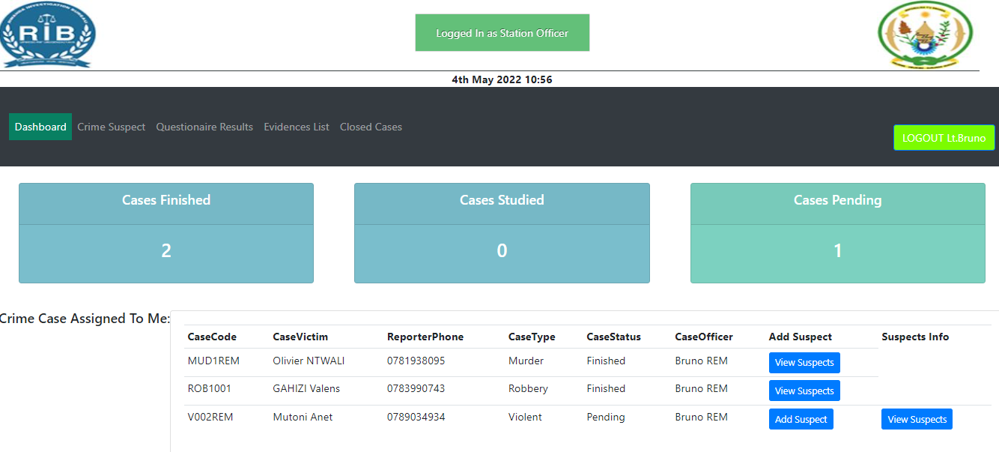 RWANDA INVESTIGATION BUREAU
RIB
Logged In as Station Officer
4th May 2022 10:56
Dashboard Crime Suspect Questionaire Results Evidences List Closed Cases
LOGOUT Lt.Bruno
Cases Finished Cases Studied Cases Pending
2 0 1
Crime Case Assigned To Me:
CaseCode CaseVictim ReporterPhone CaseType CaseStatus CaseOfficer Add Suspect Suspects Info
MUD1REM Olivier NTWALI 0781938095 Murder Finished Bruno REM View Suspects
ROB1001 GAHIZI Valens 0783990743 Robbery Finished Bruno REM View Suspects
V002REM Mutoni Anet 0789034934 Violent Pending Bruno REM Add Suspect View Suspects